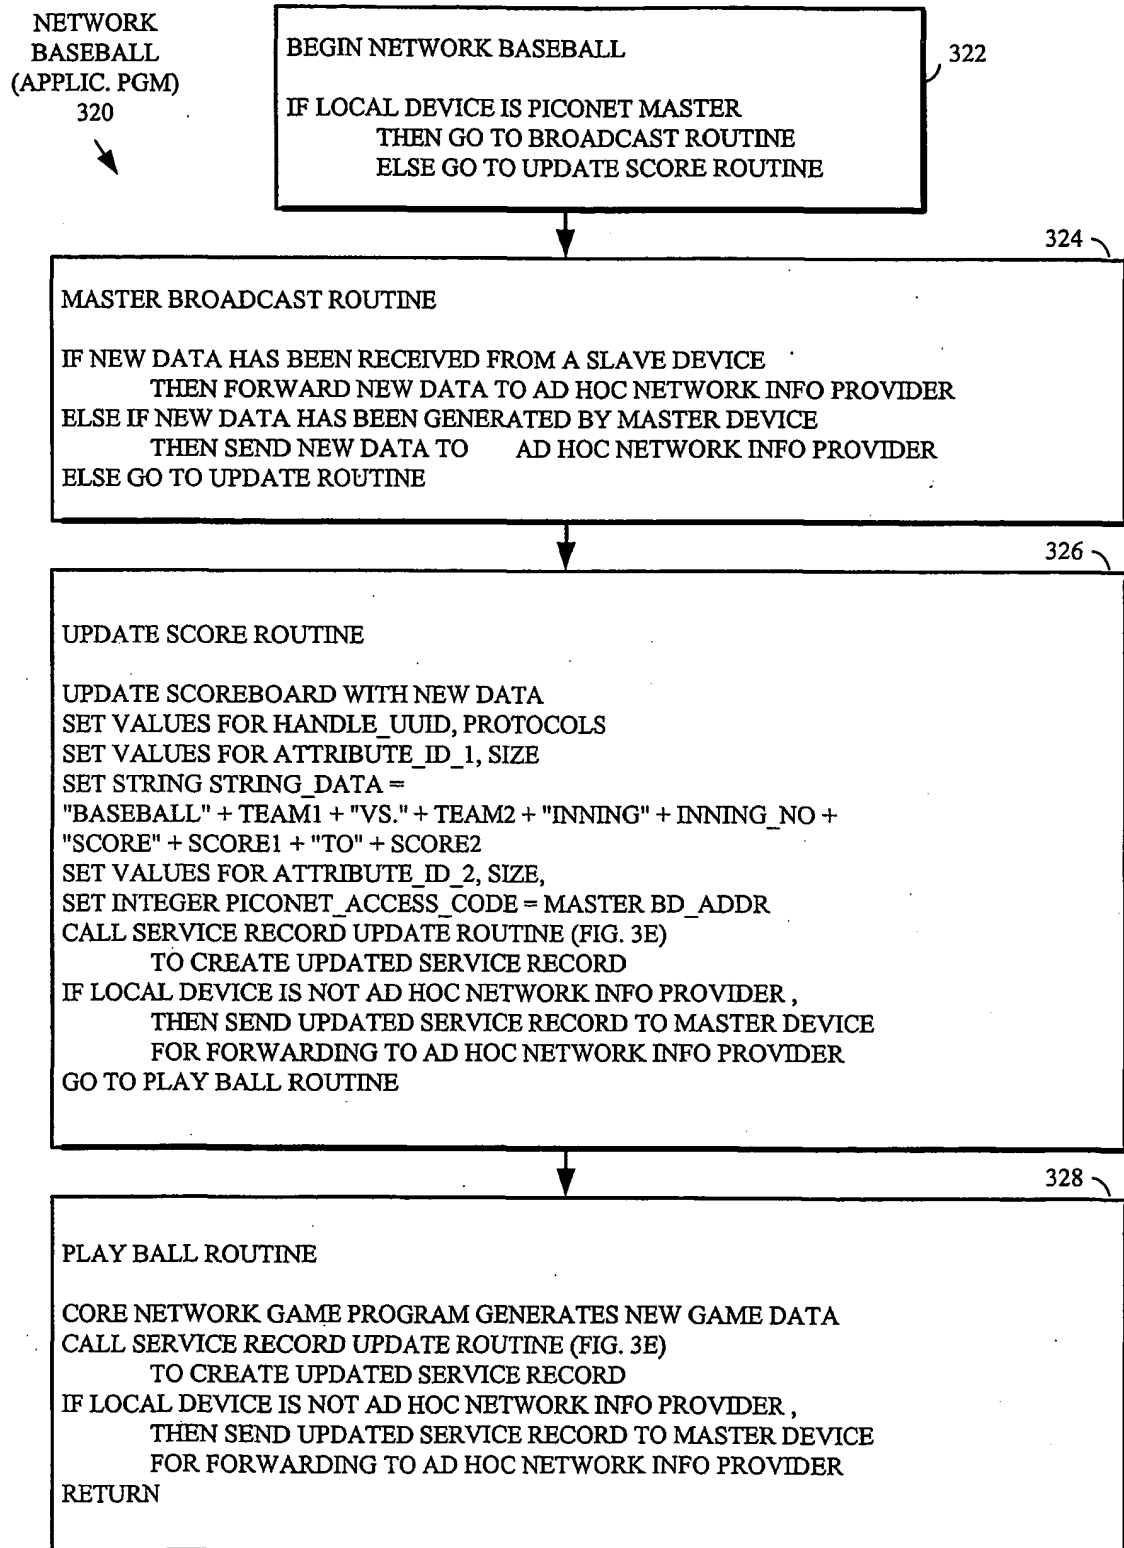 NETWORK
BASEBALL
(APPLIC. PGM)
320
BEGIN NETWORK BASEBALL
322
IF LOCAL DEVICE IS PICONET MASTER
THEN GO TO BROADCAST ROUTINE
ELSE GO TO UPDATE SCORE ROUTINE
324
MASTER BROADCAST ROUTINE
IF NEW DATA HAS BEEN RECEIVED FROM A SLAVE DEVICE
THEN FORWARD NEW DATA TO AD HOC NETWORK INFO PROVIDER
ELSE IF NEW DATA HAS BEEN GENERATED BY MASTER DEVICE
THEN SEND NEW DATA TO AD HOC NETWORK INFO PROVIDER
ELSE GO TO UPDATE ROUTINE
326
UPDATE SCORE ROUTINE
UPDATE SCOREBOARD WITH NEW DATA
SET VALUES FOR HANDLE_UUID, PROTOCOLS
SET VALUES FOR ATTRIBUTE_ID_1, SIZE
SET STRING STRING_DATA =
"BASEBALL" + TEAM1 + "VS." + TEAM2 + "INNING" + INNING_NO +
"SCORE" + SCORE1 + "TO" + SCORE2
SET VALUES FOR ATTRIBUTE_ID_2, SIZE,
SET INTEGER PICONET_ACCESS_CODE = MASTER BD_ADDR
CALL SERVICE RECORD UPDATE ROUTINE (FIG. 3E)
TO CREATE UPDATED SERVICE RECORD
IF LOCAL DEVICE IS NOT AD HOC NETWORK INFO PROVIDER ,
THEN SEND UPDATED SERVICE RECORD TO MASTER DEVICE
FOR FORWARDING TO AD HOC NETWORK INFO PROVIDER
GO TO PLAY BALL ROUTINE
328
PLAY BALL ROUTINE
CORE NETWORK GAME PROGRAM GENERATES NEW GAME DATA
CALL SERVICE RECORD UPDATE ROUTINE (FIG. 3E)
TO CREATE UPDATED SERVICE RECORD
IF LOCAL DEVICE IS NOT AD HOC NETWORK INFO PROVIDER ,
THEN SEND UPDATED SERVICE RECORD TO MASTER DEVICE
FOR FORWARDING TO AD HOC NETWORK INFO PROVIDER
RETURN